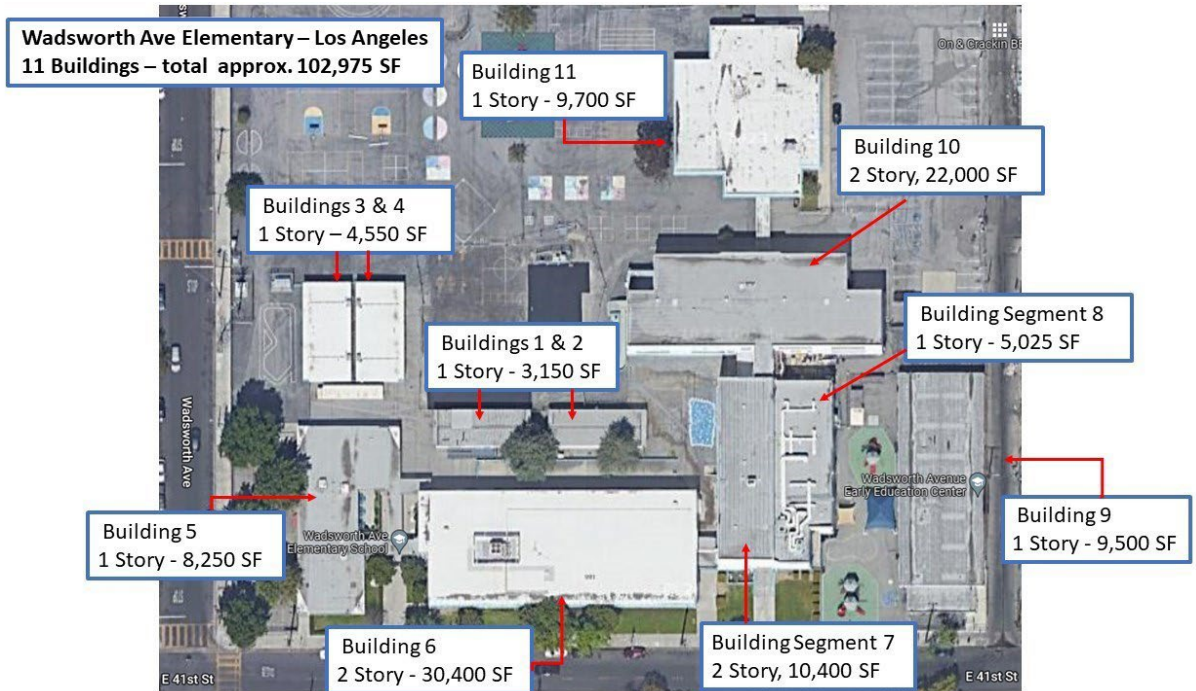 Wadsworth Ave Elementary – Los Angeles
11 Buildings – total approx. 102,975 SF
On & Crackin BE
Building 11
1 Story - 9,700 SF
Building 10
2 Story, 22,000 SF
Buildings 3 & 4
1 Story – 4,550 SF
Building Segment 8
1 Story - 5,025 SF
Buildings 1 & 2
1 Story - 3,150 SF
Wadsworth Ave
Wadsworth Avenue
Early Education Center
Building 5
1 Story - 8,250 SF
Wadsworth Ave
Elementary School
Building 9
1 Story - 9,500 SF
Building 6
2 Story - 30,400 SF
Building Segment 7
2 Story, 10,400 SF
E 41st St
E 41st St